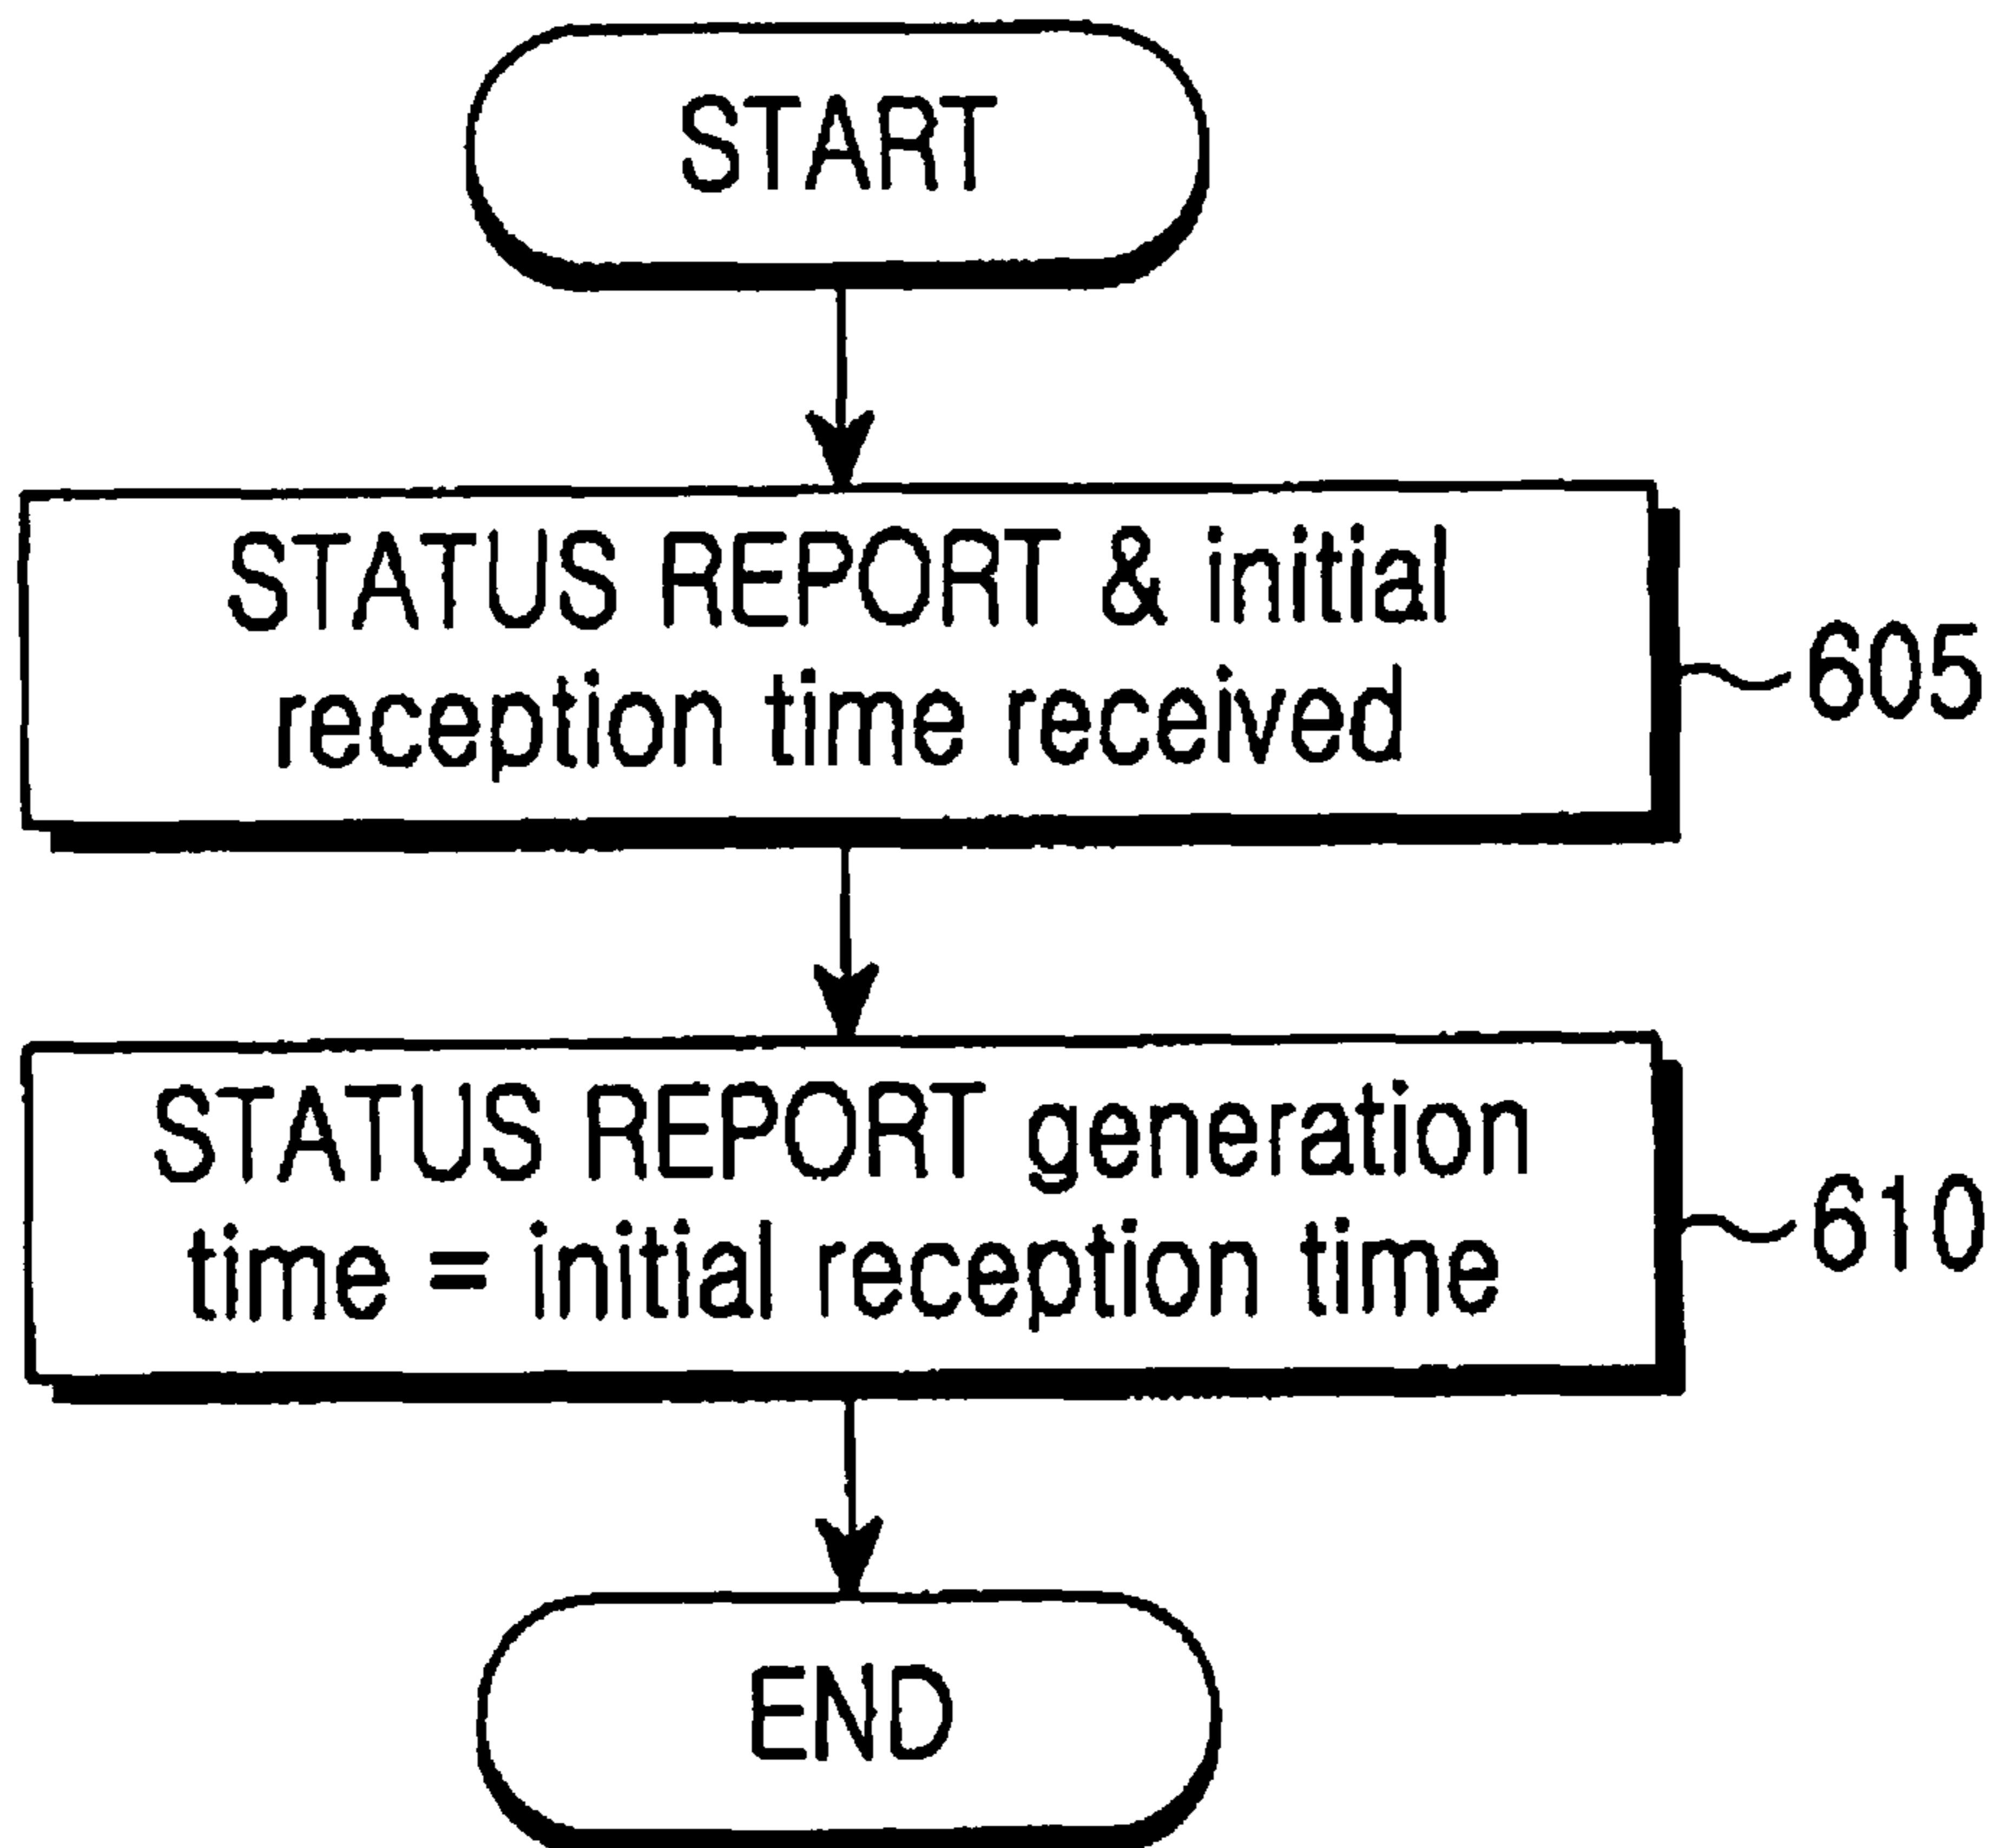 START
STATUS REPORT & initial
reception time received
605
STATUS REPORT generation
time = initial reception time
610
END